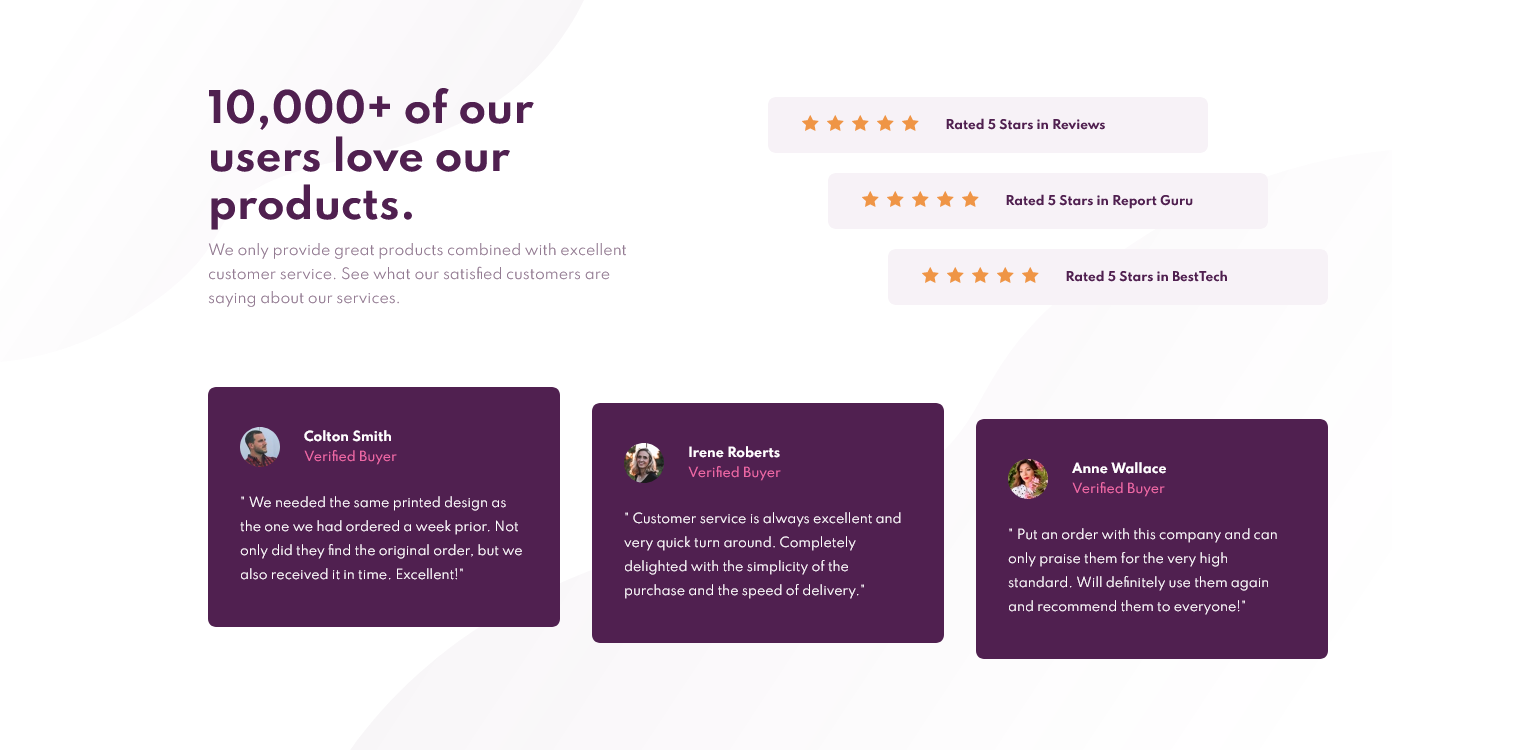 10,000+ of our
users love our
products.
We only provide great products combined with excellent
customer service. See what our satisfied customers are
saying about our services.
Rated 5 Stars in Reviews
Rated 5 Stars in Report Guru
Rated 5 Stars in BestTech
Colton Smith
Verified Buyer
" We needed the same printed design as
the one we had ordered a week prior. Not
only did they find the original order, but we
also received it in time. Excellent!"
Irene Roberts
Verified Buyer
" Customer service is always excellent and
very quick turn around. Completely
delighted with the simplicity of the
purchase and the speed of delivery."
Anne Wallace
Verified Buyer
" Put an order with this company and can
only praise them for the very high
standard. Will definitely use them again
and recommend them to everyone!"